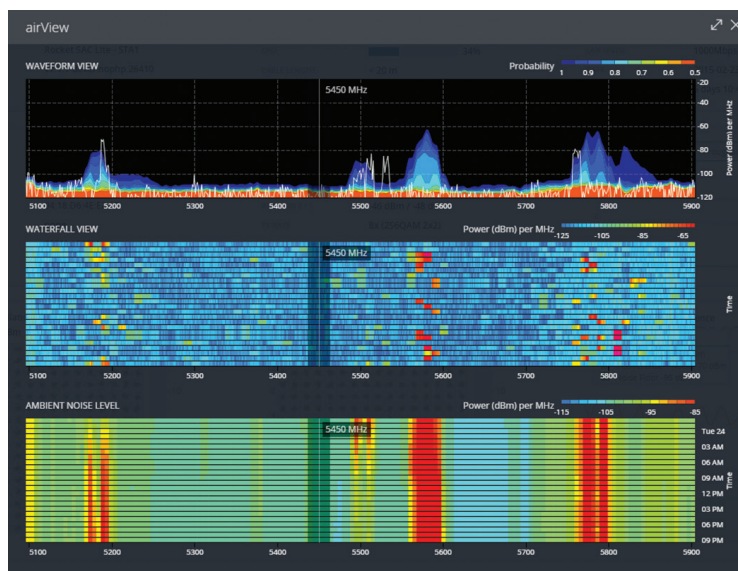 airView
WAVEFORM VIEW
Probability
1 0.9 0.8 0.7 0.6 0.5
5450 MHz
-20
-40
-60
-80
-100
-120
Power (dBm) per MHz
5100 5200 5300 5400 5500 5600 5700 5800 5900
WATERFALL VIEW
Power (dBm) per MHz
-125 -105 -85 -65
5450 MHz
Time
5100 5200 5300 5400 5500 5600 5700 5800 5900
AMBIENT NOISE LEVEL
Power (dBm) per MHz
-115 -105 -95 -85
5450 MHz
Tue 24
03 AM
06 AM
09 AM
12 PM
03 PM
06 PM
09 PM
Time
5100 5200 5300 5400 5500 5600 5700 5800 5900